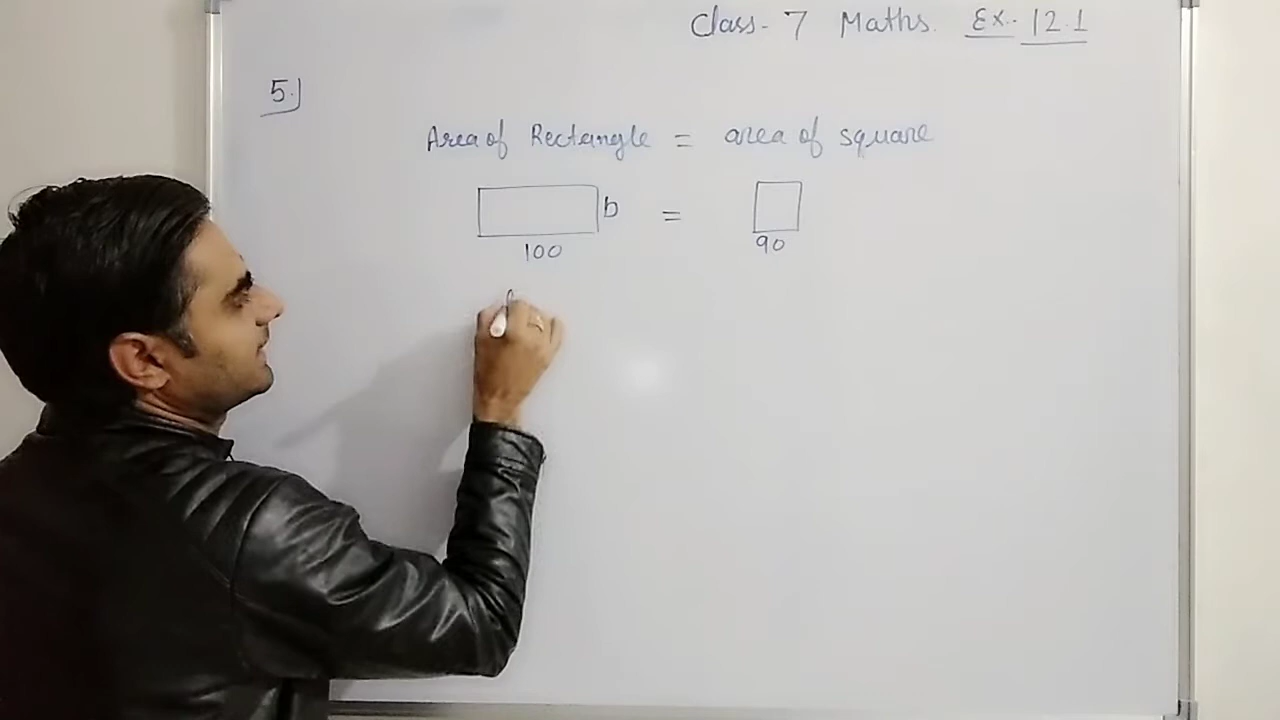 Class- 7 Maths. Ex.. 12.1
5.)
Area of Rectangle = area of square
b =
100 90